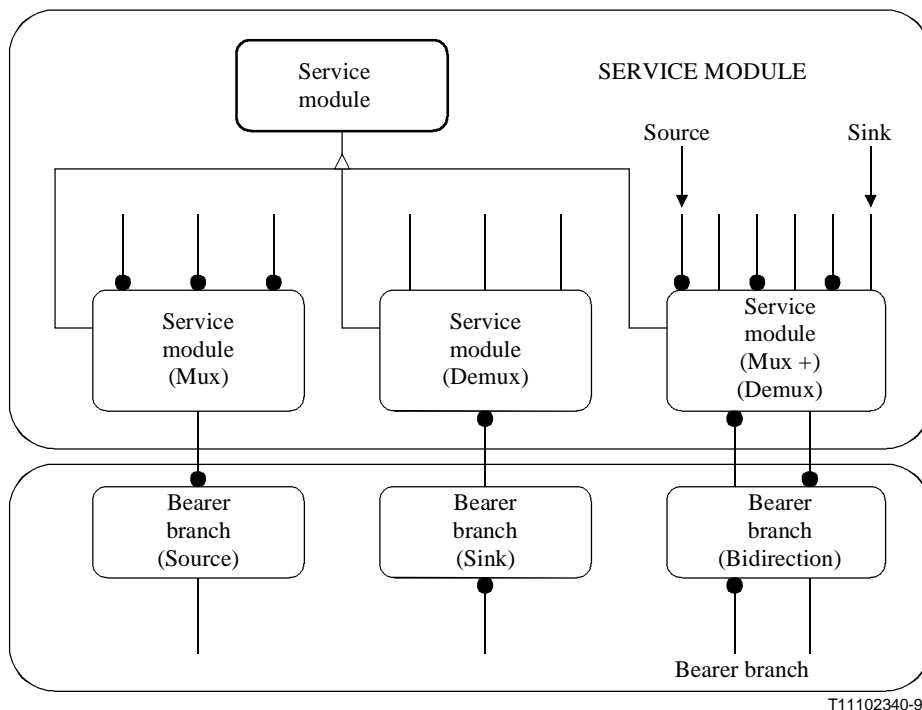 Service
module
SERVICE MODULE
Source
Sink
Service
module
(Mux)
Service
module
(Demux)
Service
module
(Mux +)
(Demux)
Bearer
branch
(Source)
Bearer
branch
(Sink)
Bearer
branch
(Bidirection)
Bearer branch
T11102340-9